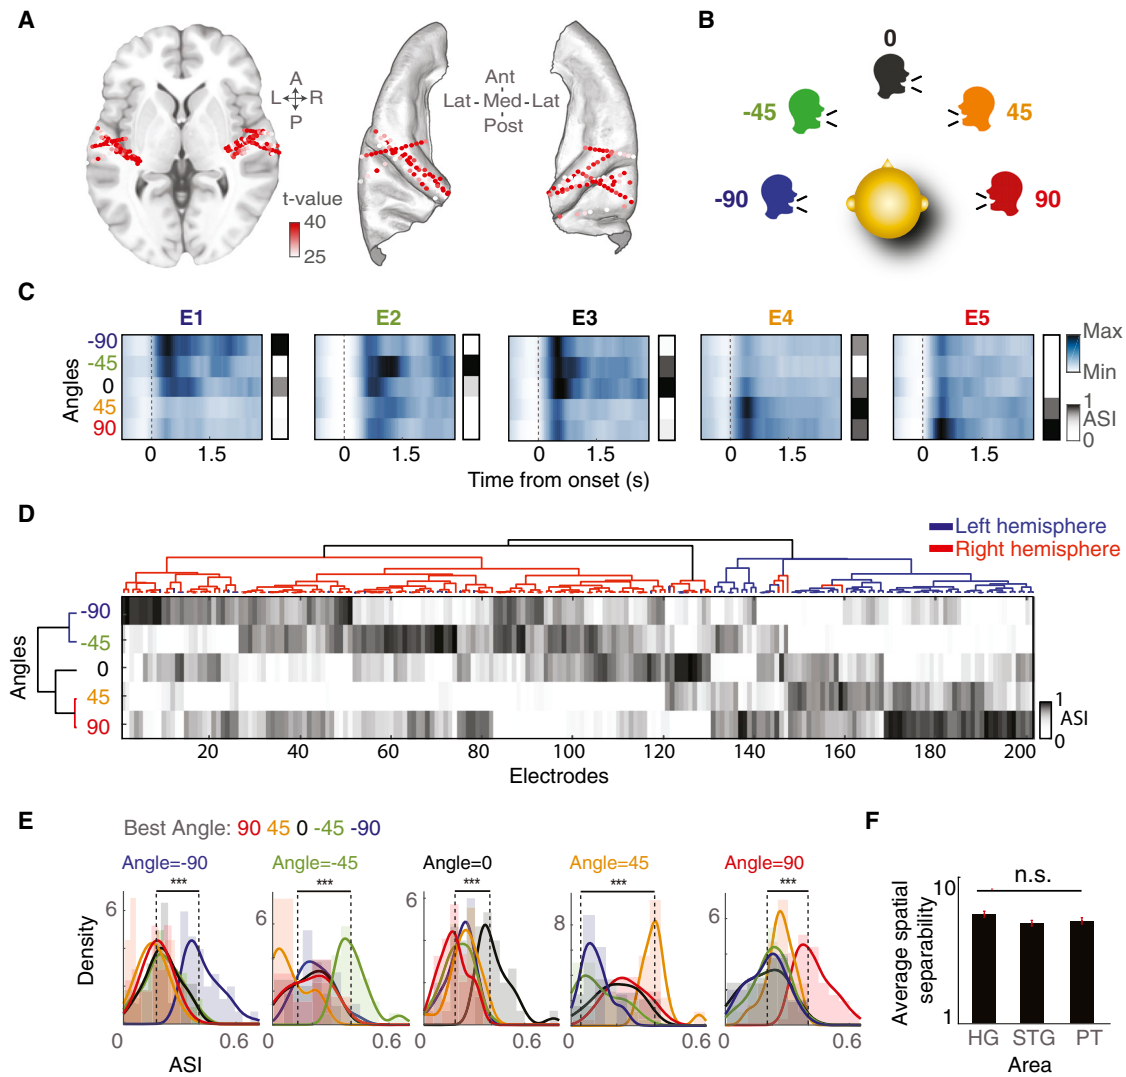 A
A
L R
P
t-value
40
25
Ant
Lat - Med - Lat
Post
B
0
-45
45
-90
90
C
E1 E2 E3 E4 E5
Angles
-90
-45
0
45
90
0 1.5 0 1.5 0 1.5 0 1.5 0 1.5
Time from onset (s)
Max
Min
1
ASI
0
D
Left hemisphere
Right hemisphere
Angles
-90
-45
0
45
90
20 40 60 80 100 120 140 160 180 200
Electrodes
1
ASI
0
E
Best Angle: 90 45 0 -45 -90
Angle=-90 Angle=-45 Angle=0 Angle=45 Angle=90
*** *** *** *** ***
6 6 6 8 6
Density
0 0.6 0 0.6 0 0.6 0 0.6 0 0.6
ASI
F
Average spatial
separability
10
1
n.s.
HG STG PT
Area